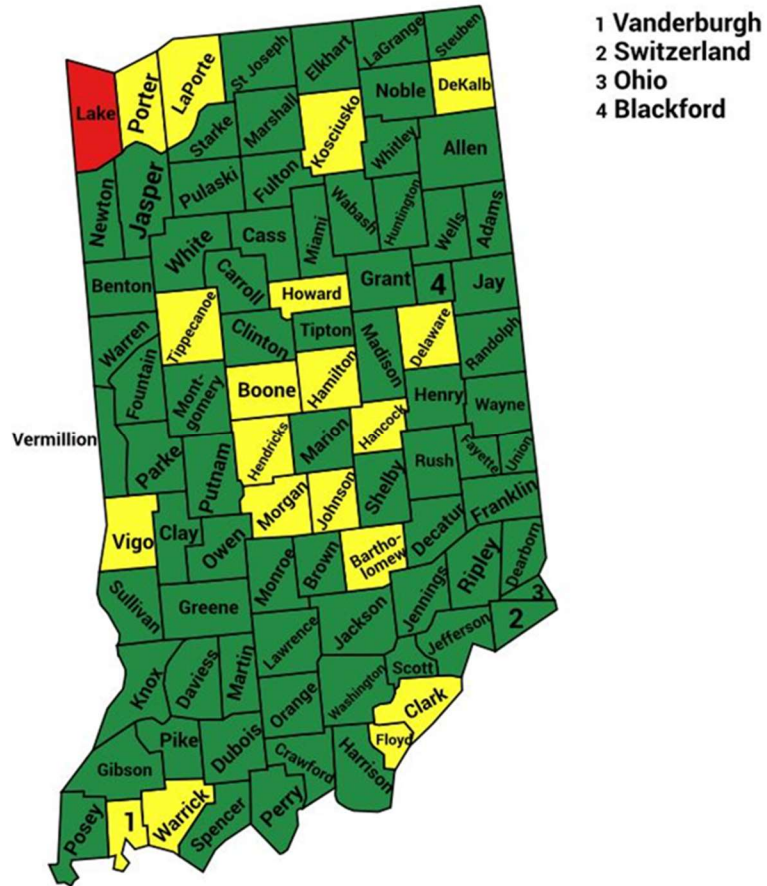 1 Vanderburgh
2 Switzerland
3 Ohio
4 Blackford
Lake
Porter
LaPorte
St Joseph
Elkhart
LaGrange
Steuben
Noble
DeKalb
Starke
Marshall
Kosciusko
Whitley
Allen
Newton
Jasper
Pulaski
Fulton
Wabash
Huntington
Wells
Adams
White
Cass
Miami
Benton
Carroll
Howard
Grant
4
Jay
Warren
Tippecanoe
Clinton
Tipton
Madison
Delaware
Randolph
Fountain
Mont-
gomery
Boone
Hamilton
Henry
Wayne
Vermillion
Parke
Putnam
Hendricks
Marion
Hancock
Shelby
Rush
Fayette
Union
Vigo
Clay
Owen
Morgan
Johnson
Decatur
Franklin
Sullivan
Greene
Monroe
Brown
Bartho-
lomew
Jennings
Ripley
Dearborn
3
2
Knox
Daviess
Martin
Lawrence
Jackson
Jefferson
Scott
Orange
Washington
Clark
Floyd
Gibson
Pike
Dubois
Crawford
Harrison
Posey
1
Warrick
Spencer
Perry